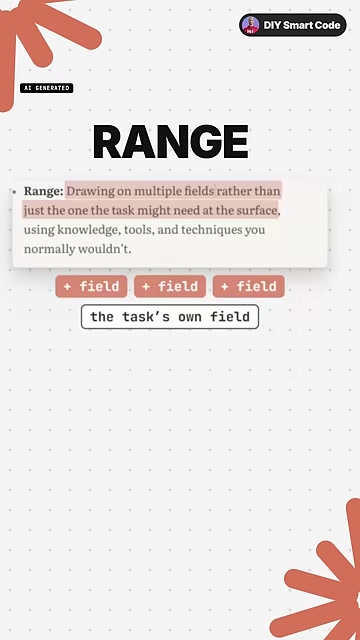 DIY Smart Code
AI GENERATED
RANGE
• Range: Drawing on multiple fields rather than
just the one the task might need at the surface,
using knowledge, tools, and techniques you
normally wouldn't.
+ field + field + field
the task's own field